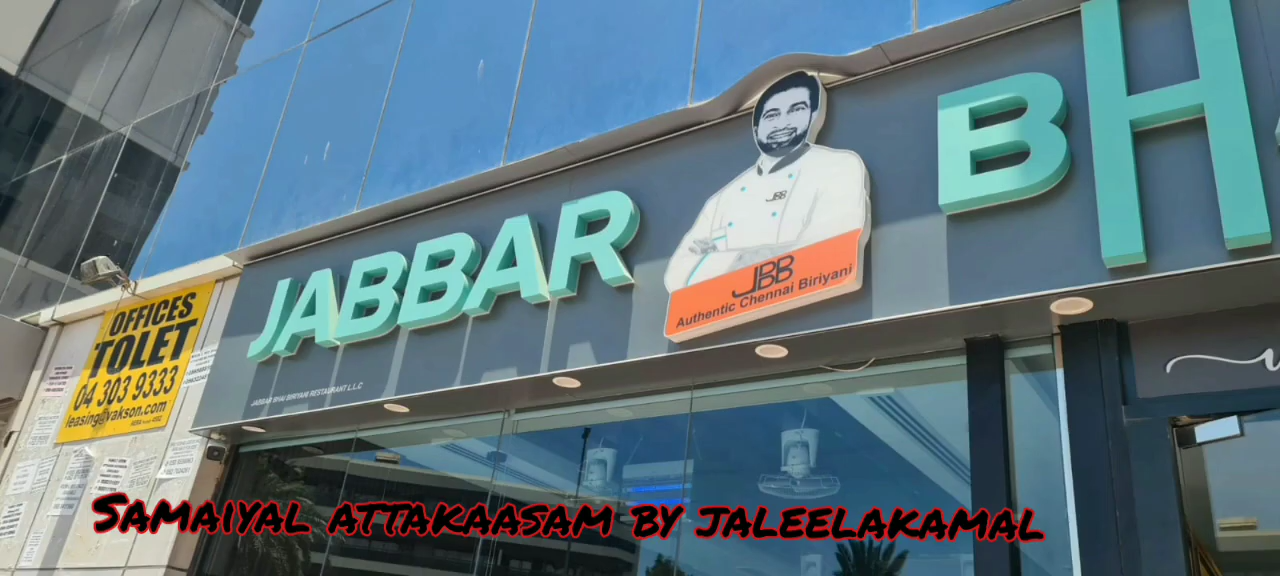 JABBAR
BH
JBB
JBB
Authentic Chennai Biriyani
JABBAR BHAI BIRIYANI RESTAURANT L.L.C
OFFICES
TOLET
04 303 9333
leasing@vakson.com
Samaiyal attakaasam by jaleelakamal